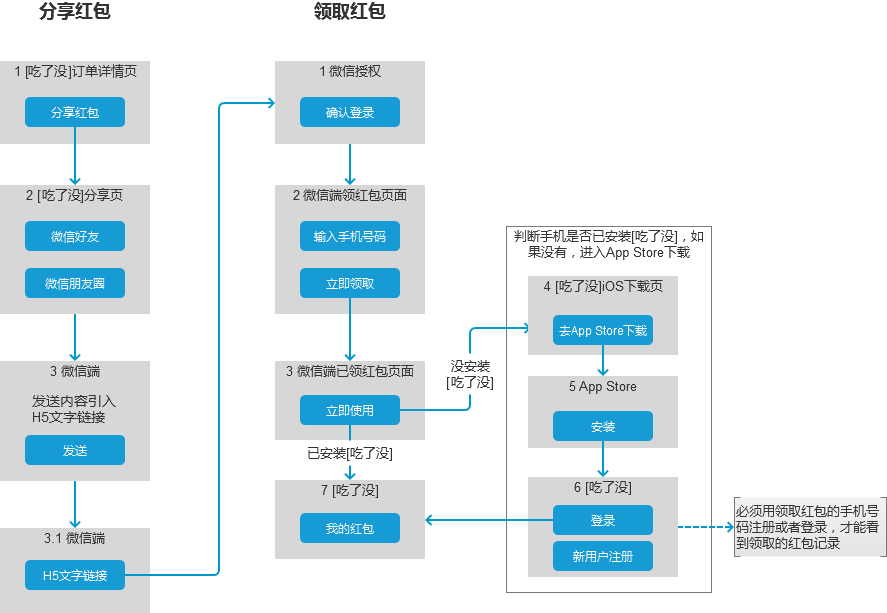 分享红包
1 [吃了没]订单详情页
分享红包
2 [吃了没]分享页
微信好友
微信朋友圈
3 微信端
发送内容引入
H5文字链接
发送
3.1 微信端
H5文字链接
领取红包
1 微信授权
确认登录
2 微信端领红包页面
输入手机号码
立即领取
3 微信端已领红包页面
立即使用
已安装[吃了没]
7 [吃了没]
我的红包
没安装
[吃了没]
判断手机是否已安装[吃了没]，如
果没有，进入App Store下载
4 [吃了没]iOS下载页
去App Store下载
5 App Store
安装
6 [吃了没]
登录
新用户注册
必须用领取红包的手机号
码注册或者登录，才能看
到领取的红包记录